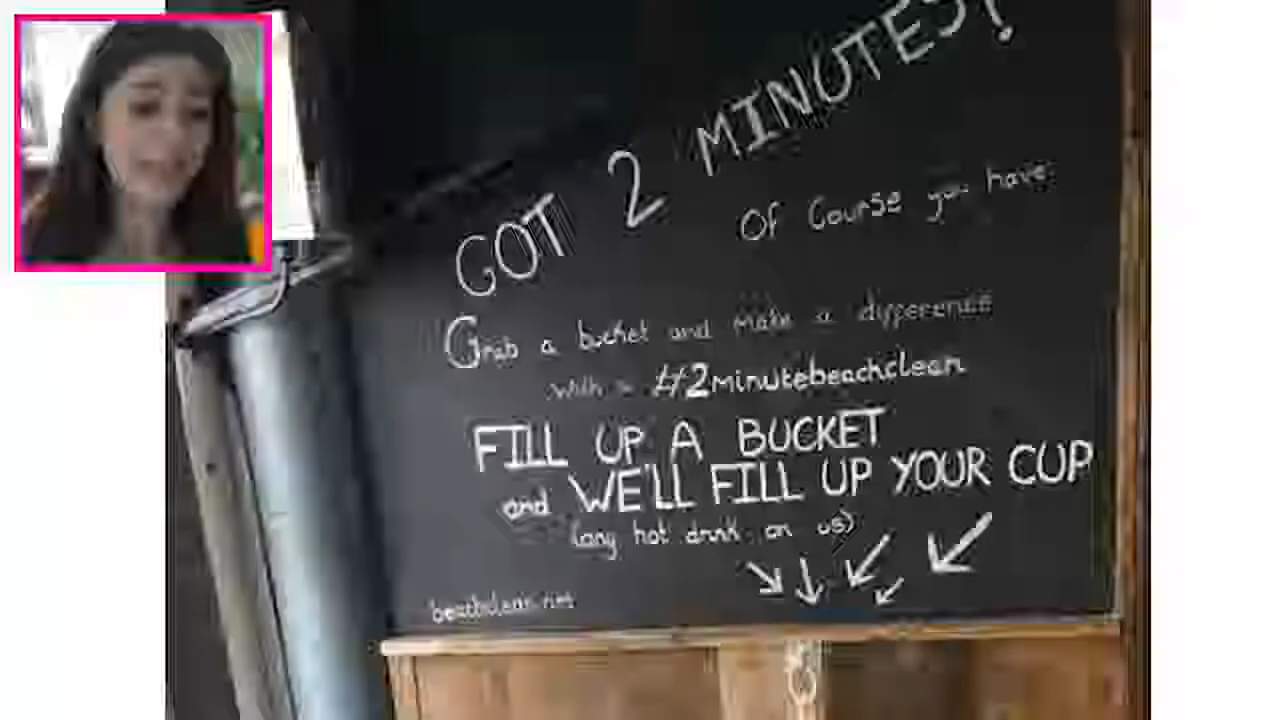 GOT 2 MINUTES?
Of Course you have
Grab a bucket and make a difference
with a #2minutebeachclean
FILL UP A BUCKET
and WE'LL FILL UP YOUR CUP
(any hot drink on us)
beachclean.net